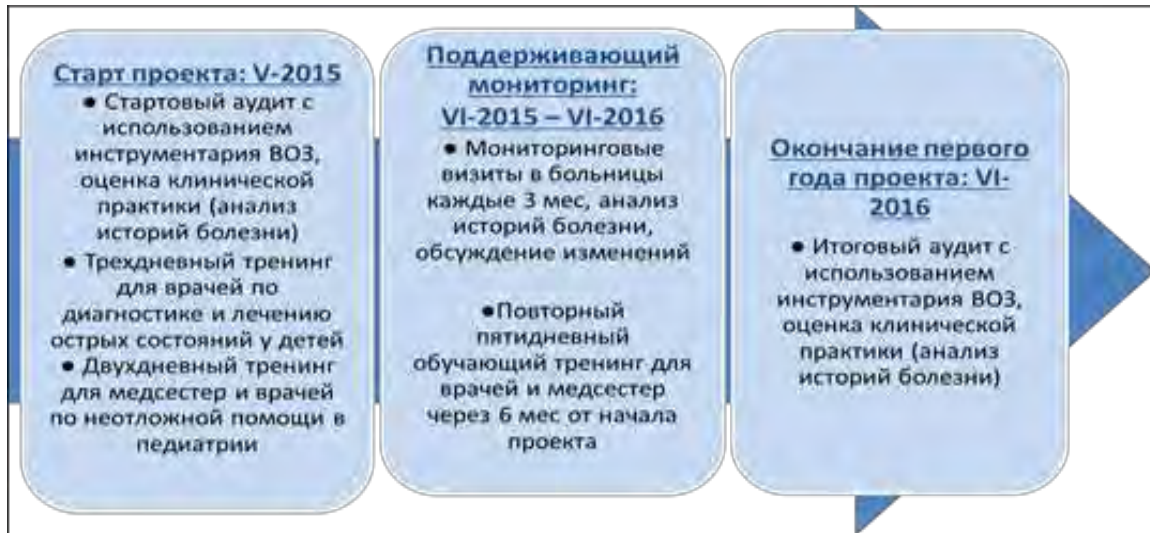 Старт проекта: V-2015
● Стартовый аудит с
использованием
инструментария ВОЗ,
оценка клинической
практики (анализ
историй болезни)
● Трехдневный тренинг
для врачей по
диагностике и лечению
острых состояний у детей
● Двухдневный тренинг
для медсестер и врачей
по неотложной помощи в
педиатрии
Поддерживающий
мониторинг:
VI-2015 – VI-2016
● Мониторинговые
визиты в больницы
каждые 3 мес, анализ
историй болезни,
обсуждение изменений
●Повторный
пятидневный
обучающий тренинг для
врачей и медсестер
через 6 мес от начала
проекта
Окончание первого
года проекта: VI-
2016
● Итоговый аудит с
использованием
инструментария ВОЗ,
оценка клинической
практики (анализ
историй болезни)